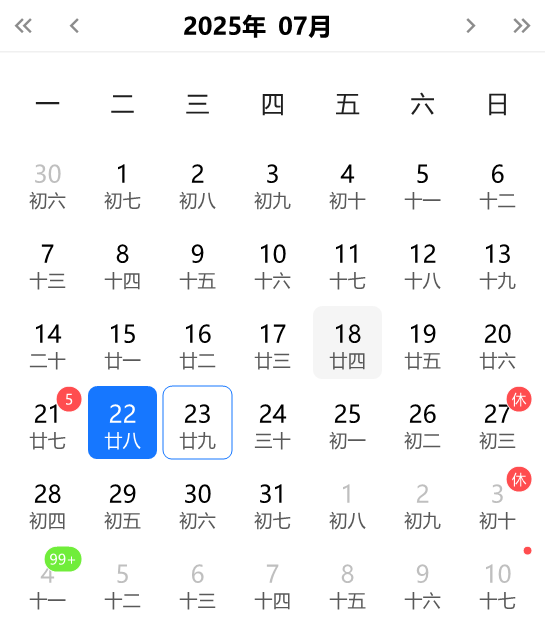 2025年 07月
一 二 三 四 五 六 日
30 1 2 3 4 5 6
初六 初七 初八 初九 初十 十一 十二
7 8 9 10 11 12 13
十三 十四 十五 十六 十七 十八 十九
14 15 16 17 18 19 20
二十 廿一 廿二 廿三 廿四 廿五 廿六
5 休
21 22 23 24 25 26 27
廿七 廿八 廿九 三十 初一 初二 初三
休
28 29 30 31 1 2 3
初四 初五 初六 初七 初八 初九 初十
99+
4 5 6 7 8 9 10
十一 十二 十三 十四 十五 十六 十七